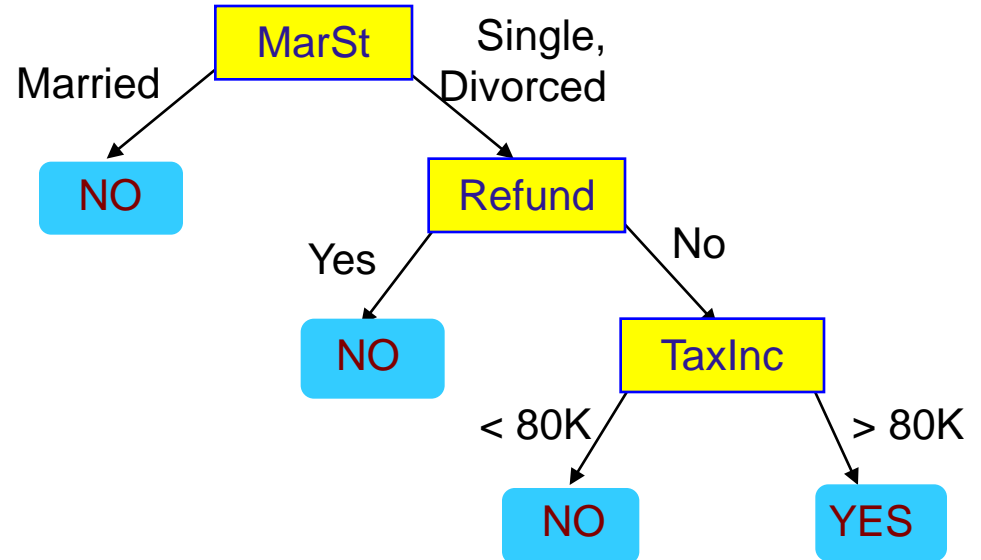 MarSt
Single,
Divorced
Married
NO
Refund
Yes
No
NO
TaxInc
< 80K
> 80K
NO
YES